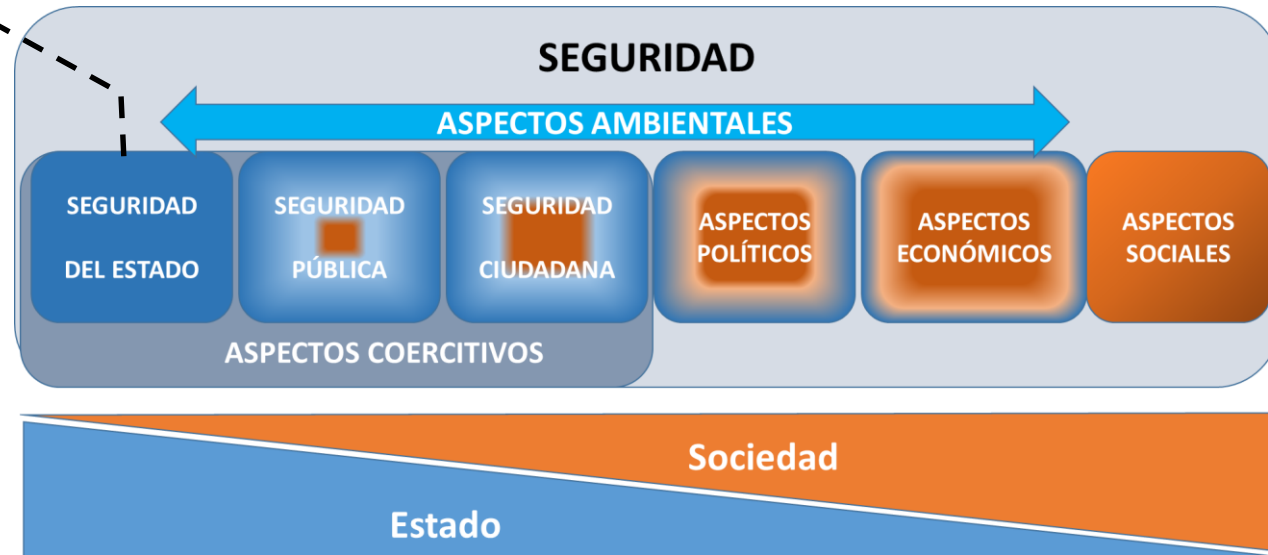 SEGURIDAD
ASPECTOS AMBIENTALES
SEGURIDAD
DEL ESTADO
SEGURIDAD
PÚBLICA
SEGURIDAD
CIUDADANA
ASPECTOS
POLÍTICOS
ASPECTOS
ECONÓMICOS
ASPECTOS
SOCIALES
ASPECTOS COERCITIVOS
Sociedad
Estado